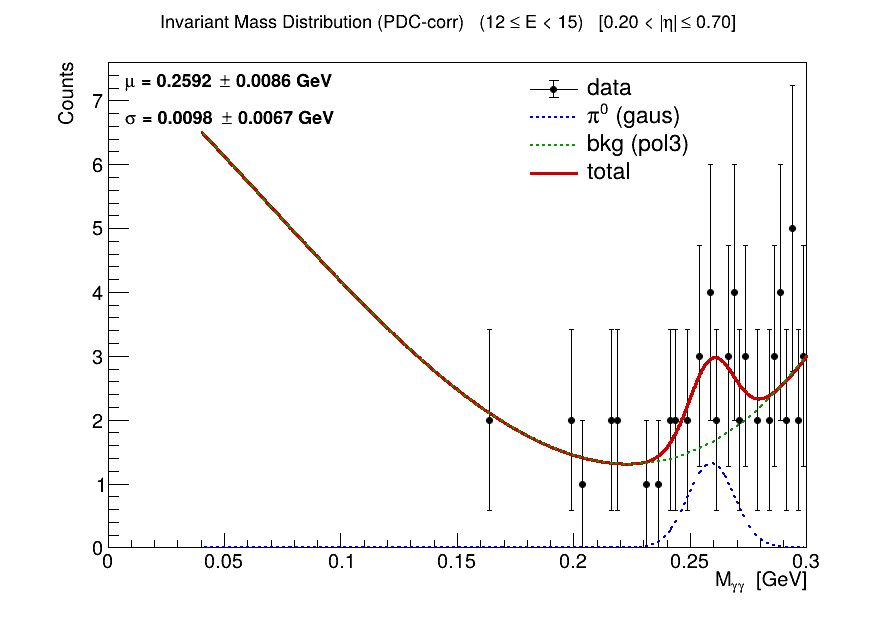 Invariant Mass Distribution (PDC-corr) (12 ≤ E < 15) [0.20 < |η| ≤ 0.70]
Counts
μ = 0.2592 ± 0.0086 GeV
σ = 0.0098 ± 0.0067 GeV
data
π⁰ (gaus)
bkg (pol3)
total
7
6
5
4
3
2
1
0
0 0.05 0.1 0.15 0.2 0.25 0.3
M_γγ [GeV]